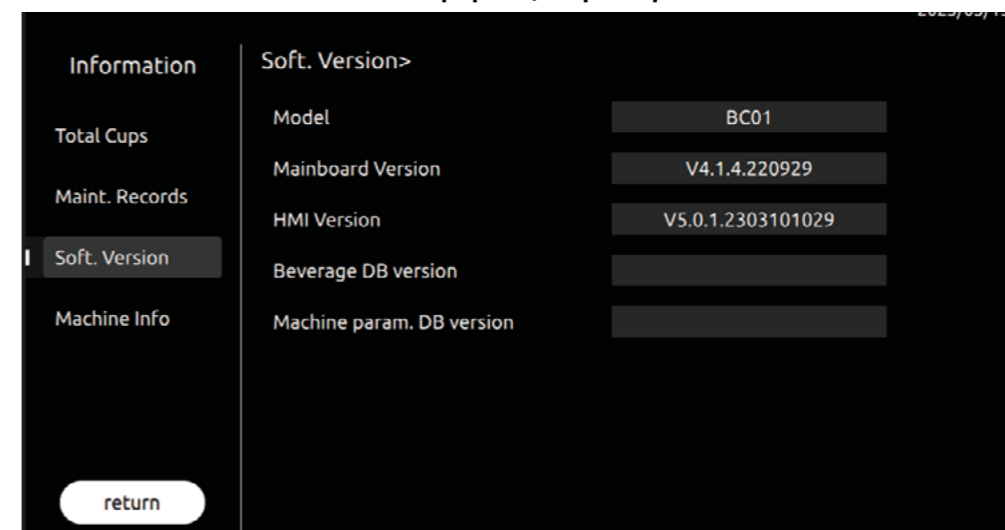 Information
Total Cups
Maint. Records
Soft. Version
Machine Info
return
Soft. Version>
Model BC01
Mainboard Version V4.1.4.220929
HMI Version V5.0.1.2303101029
Beverage DB version
Machine param. DB version